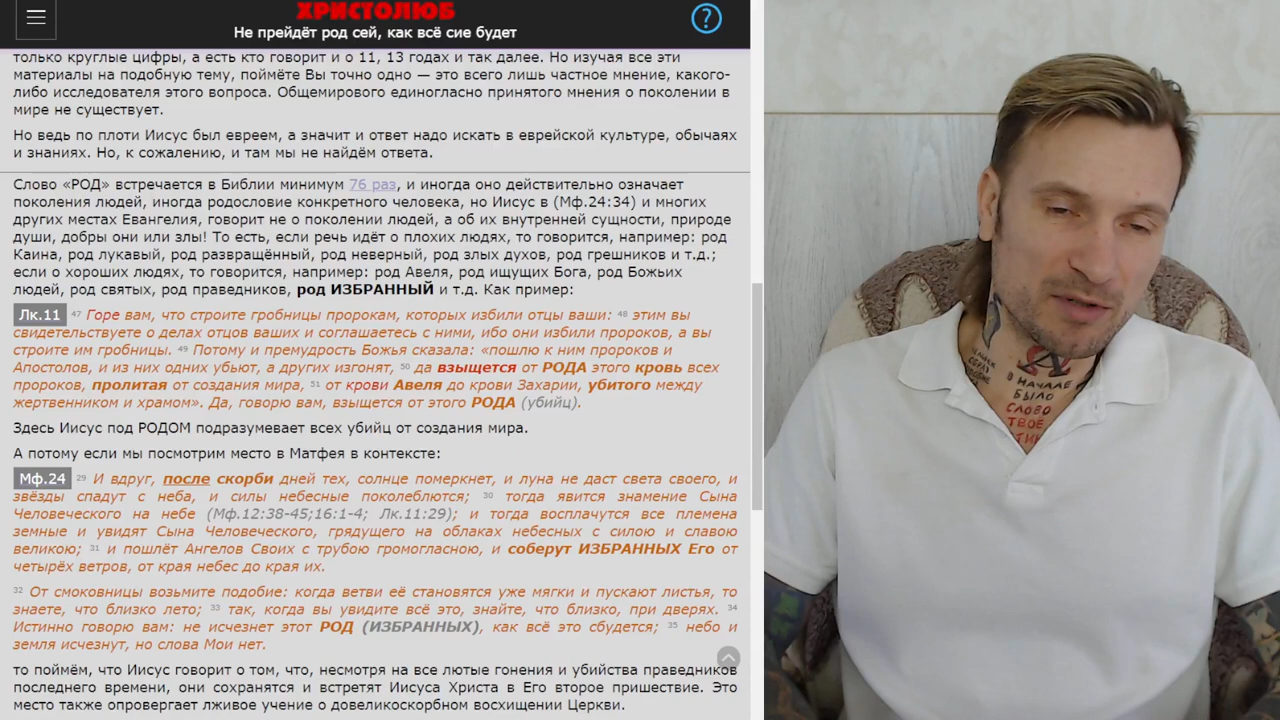 ХРИСТОЛЮБ
Не прейдёт род сей, как всё сие будет
?
только круглые цифры, а есть кто говорит и о 11, 13 годах и так далее. Но изучая все эти
материалы на подобную тему, поймёте Вы точно одно — это всего лишь частное мнение, какого-
либо исследователя этого вопроса. Общемирового единогласно принятого мнения о поколении в
мире не существует.
Но ведь по плоти Иисус был евреем, а значит и ответ надо искать в еврейской культуре, обычаях
и знаниях. Но, к сожалению, и там мы не найдём ответа.
Слово «РОД» встречается в Библии минимум 76 раз, и иногда оно действительно означает
поколения людей, иногда родословие конкретного человека, но Иисус в (Мф.24:34) и многих
других местах Евангелия, говорит не о поколении людей, а об их внутренней сущности, природе
души, добры они или злы! То есть, если речь идёт о плохих людях, то говорится, например: род
Каина, род лукавый, род развращённый, род неверный, род злых духов, род грешников и т.д.;
если о хороших людях, то говорится, например: род Авеля, род ищущих Бога, род Божьих
людей, род святых, род праведников, род ИЗБРАННЫЙ и т.д. Как пример:
Лк.11 47 Горе вам, что строите гробницы пророкам, которых избили отцы ваши: 48 этим вы
свидетельствуете о делах отцов ваших и соглашаетесь с ними, ибо они избили пророков, а вы
строите им гробницы. 49 Потому и премудрость Божья сказала: «пошлю к ним пророков и
Апостолов, и из них одних убьют, а других изгонят, 50 да взыщется от РОДА этого кровь всех
пророков, пролитая от создания мира, 51 от крови Авеля до крови Захарии, убитого между
жертвенником и храмом». Да, говорю вам, взыщется от этого РОДА (убийц).
Здесь Иисус под РОДОМ подразумевает всех убийц от создания мира.
А потому если мы посмотрим место в Матфея в контексте:
Мф.24 29 И вдруг, после скорби дней тех, солнце померкнет, и луна не даст света своего, и
звёзды спадут с неба, и силы небесные поколеблются; 30 тогда явится знамение Сына
Человеческого на небе (Мф.12:38-45;16:1-4; Лк.11:29); и тогда восплачутся все племена
земные и увидят Сына Человеческого, грядущего на облаках небесных с силою и славою
великою; 31 и пошлёт Ангелов Своих с трубою громогласною, и соберут ИЗБРАННЫХ Его от
четырёх ветров, от края небес до края их.
32 От смоковницы возьмите подобие: когда ветви её становятся уже мягки и пускают листья, то
знаете, что близко лето; 33 так, когда вы увидите всё это, знайте, что близко, при дверях. 34
Истинно говорю вам: не исчезнет этот РОД (ИЗБРАННЫХ), как всё это сбудется; 35 небо и
земля исчезнут, но слова Мои нет.
то поймём, что Иисус говорит о том, что, несмотря на все лютые гонения и убийства праведников
последнего времени, они сохранятся и встретят Иисуса Христа в Его второе пришествие. Это
место также опровергает лживое учение о довеликоскорбном восхищении Церкви.
В НАЧАЛЕ
БЫЛО
СЛОВО
ТВОЕ